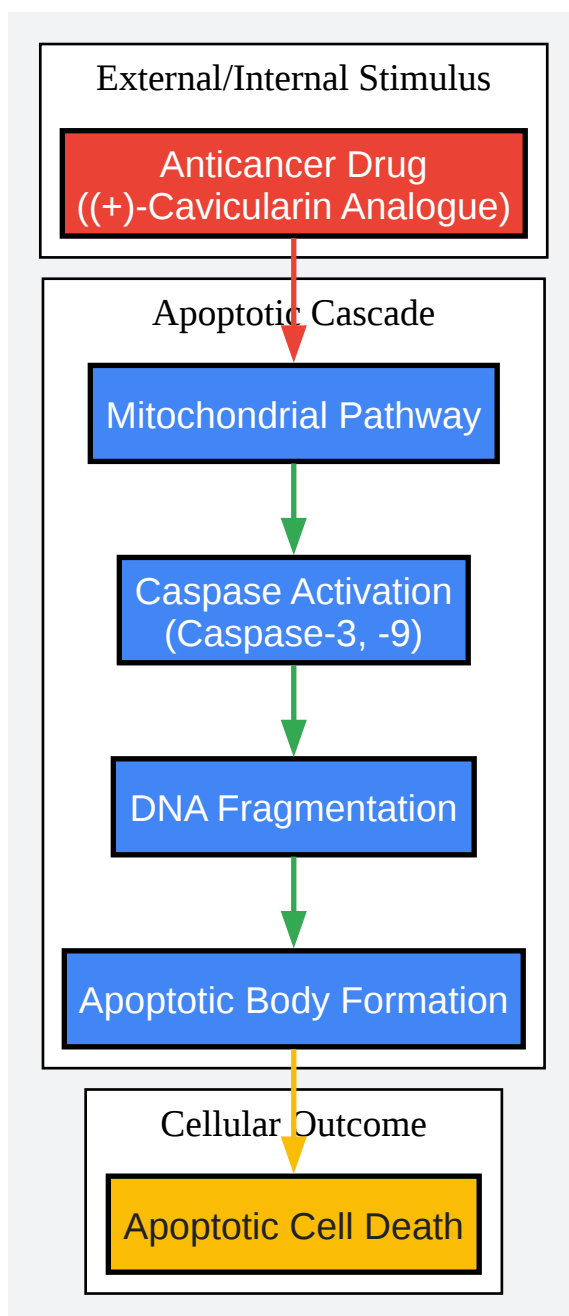 External/Internal Stimulus
Anticancer Drug
((+)-Cavicularin Analogue)
Apoptotic Cascade
Mitochondrial Pathway
Caspase Activation
(Caspase-3, -9)
DNA Fragmentation
Apoptotic Body Formation
Cellular Outcome
Apoptotic Cell Death